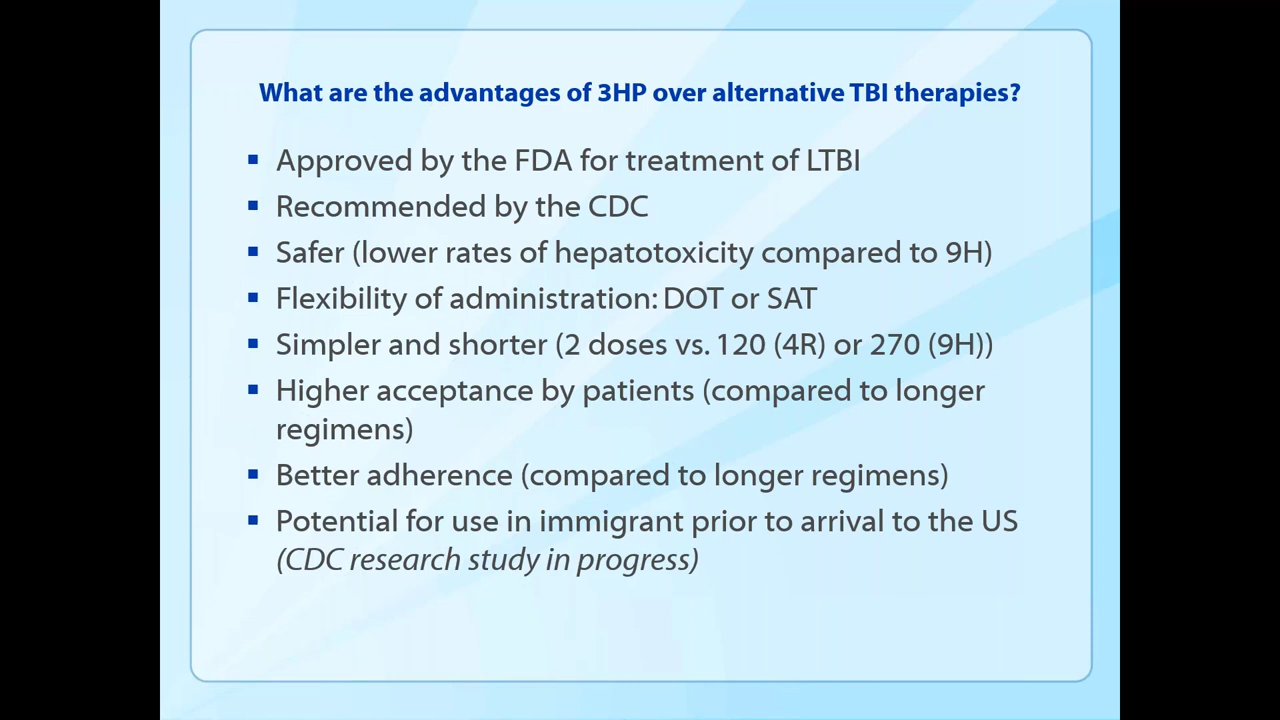 What are the advantages of 3HP over alternative TBI therapies?
▪ Approved by the FDA for treatment of LTBI
▪ Recommended by the CDC
▪ Safer (lower rates of hepatotoxicity compared to 9H)
▪ Flexibility of administration: DOT or SAT
▪ Simpler and shorter (2 doses vs. 120 (4R) or 270 (9H))
▪ Higher acceptance by patients (compared to longer
regimens)
▪ Better adherence (compared to longer regimens)
▪ Potential for use in immigrant prior to arrival to the US
(CDC research study in progress)